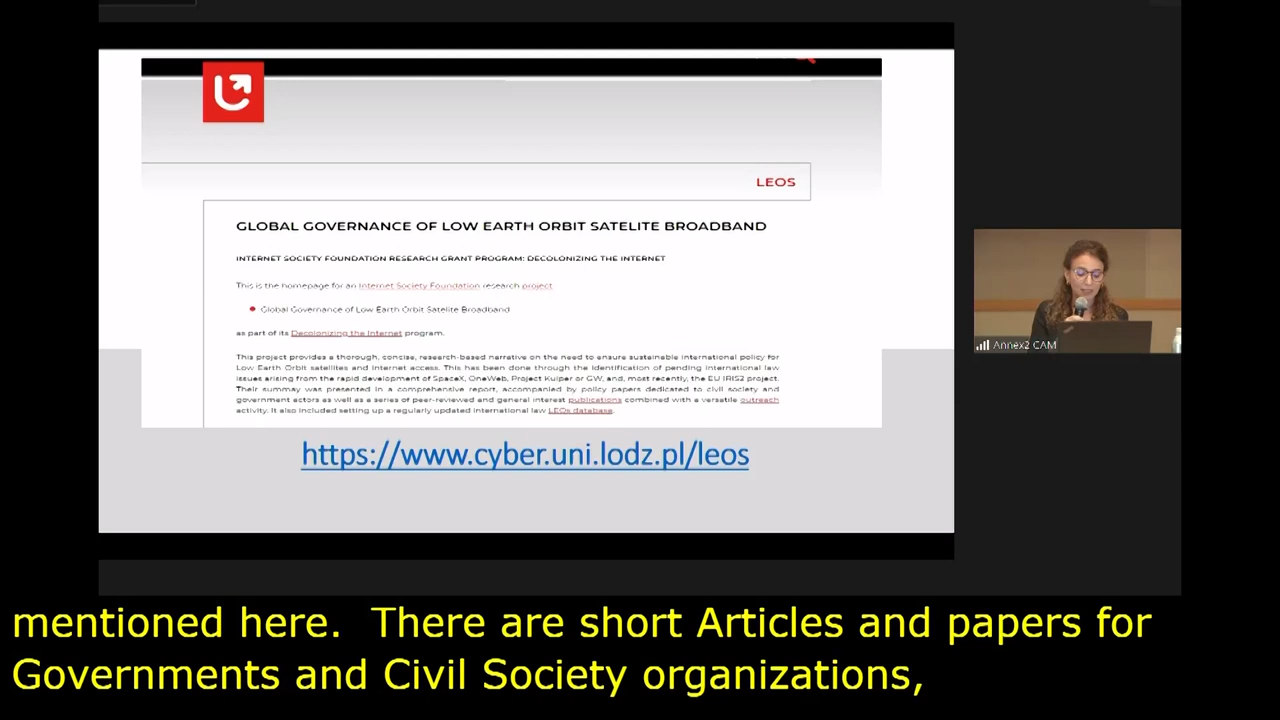 LEOS
GLOBAL GOVERNANCE OF LOW EARTH ORBIT SATELITE BROADBAND
INTERNET SOCIETY FOUNDATION RESEARCH GRANT PROGRAM: DECOLONIZING THE INTERNET
This is the homepage for an Internet Society Foundation research project
Global Governance of Low Earth Orbit Satelite Broadband
as part of its Decolonizing the Internet program.
This project provides a thorough, concise, research-based narrative on the need to ensure sustainable international policy for
Low Earth Orbit satellites and Internet access. This has been done through the identification of pending international law
issues arising from the rapid development of SpaceX, OneWeb, Project Kuiper or GW, and, most recently, the EU IRIS2 project.
Their summay was presented in a comprehensive report, accompanied by policy papers dedicated to civil society and
government actors as well as a series of peer-reviewed and general interest publications combined with a versatile outreach
activity. It also included setting up a regularly updated international law LEOs database.
https://www.cyber.uni.lodz.pl/leos
Annex2 CAM
mentioned here.  There are short Articles and papers for
Governments and Civil Society organizations,